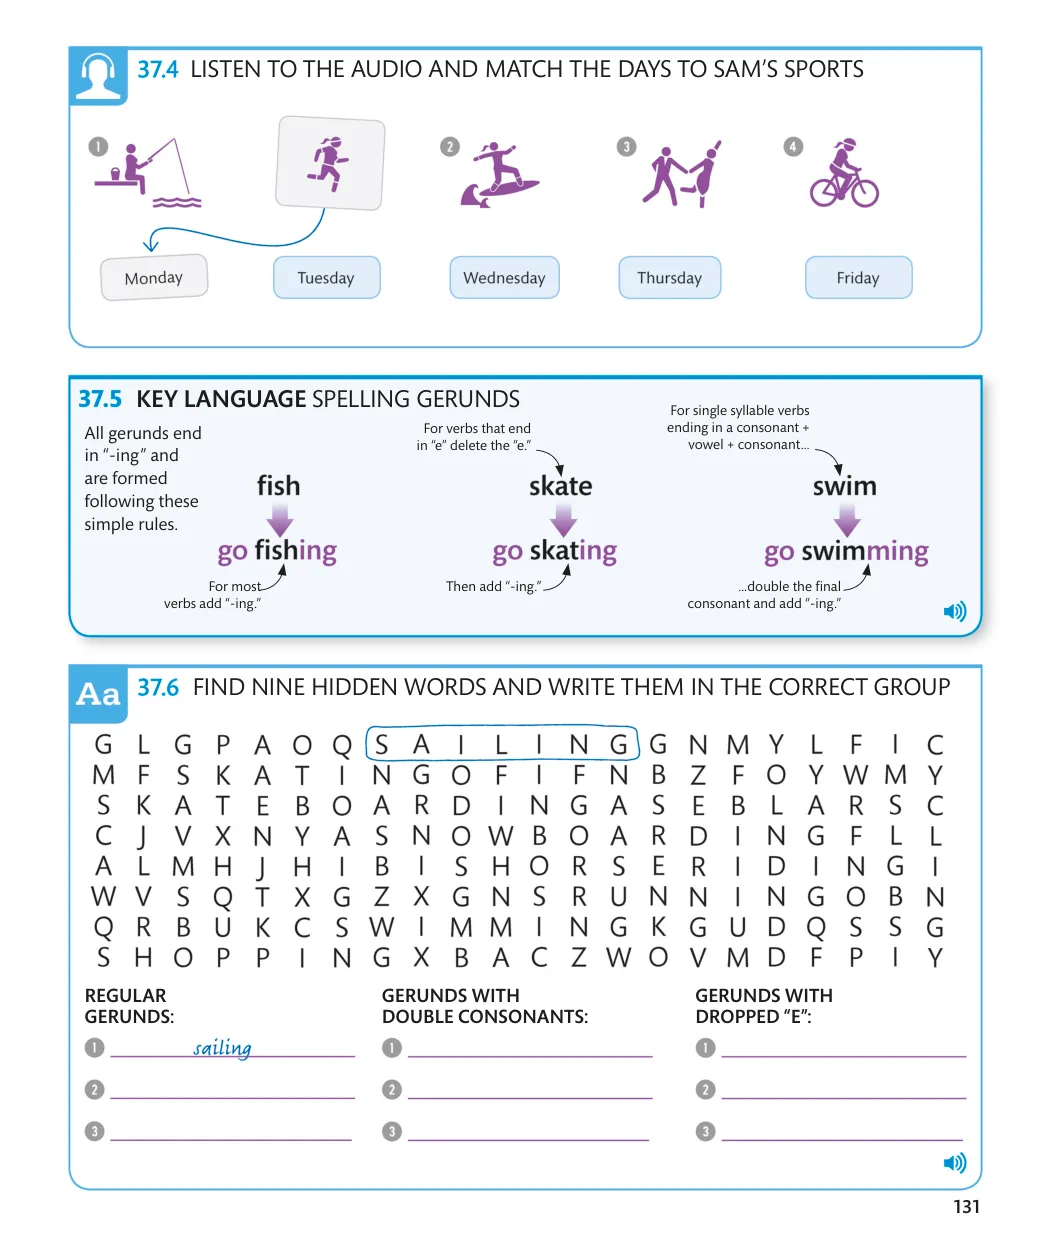 37.4 LISTEN TO THE AUDIO AND MATCH THE DAYS TO SAM'S SPORTS
1
2
3
4
Monday
Tuesday
Wednesday
Thursday
Friday
37.5 KEY LANGUAGE SPELLING GERUNDS
All gerunds end
in "-ing" and
are formed
following these
simple rules.
fish
go fishing
For most
verbs add "-ing."
For verbs that end
in "e" delete the "e."
skate
go skating
Then add "-ing."
For single syllable verbs
ending in a consonant +
vowel + consonant...
swim
go swimming
...double the final
consonant and add "-ing."
Aa 37.6 FIND NINE HIDDEN WORDS AND WRITE THEM IN THE CORRECT GROUP
G L G P A O Q S A I L I N G G N M Y L F I C
M F S K A T I N G O F I F N B Z F O Y W M Y
S K A T E B O A R D I N G A S E B L A R S C
C J V X N Y A S N O W B O A R D I N G F L L
A L M H J H I B I S H O R S E R I D I N G I
W V S Q T X G Z X G N S R U N N I N G O B N
Q R B U K C S W I M M I N G K G U D Q S S G
S H O P P I N G X B A C Z W O V M D F P I Y
REGULAR
GERUNDS:
1 sailing
2
3
GERUNDS WITH
DOUBLE CONSONANTS:
1
2
3
GERUNDS WITH
DROPPED "E":
1
2
3
131